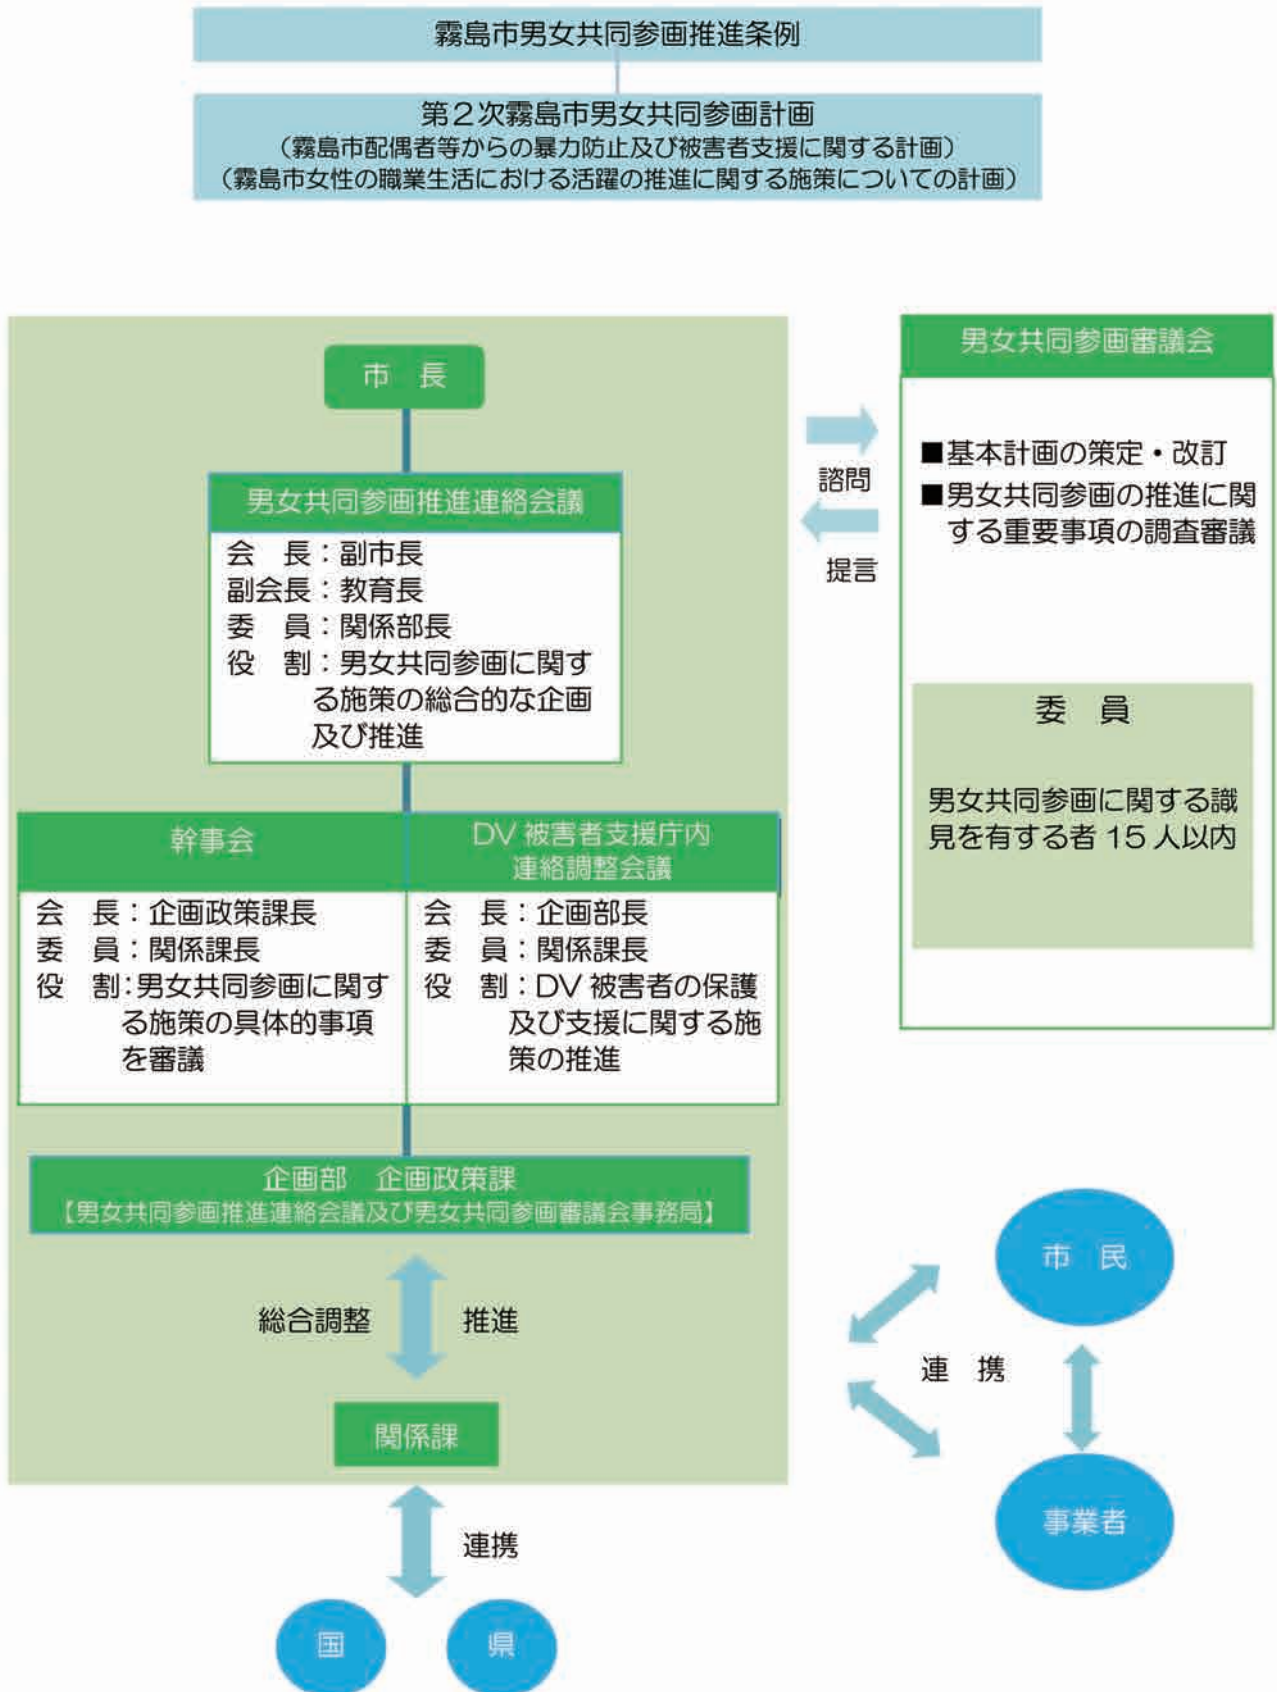 霧島市男女共同参画推進条例
第2次霧島市男女共同参画計画
（霧島市配偶者等からの暴力防止及び被害者支援に関する計画）
（霧島市女性の職業生活における活躍の推進に関する施策についての計画）
市　長
男女共同参画推進連絡会議
会　長：副市長
副会長：教育長
委　員：関係部長
役　割：男女共同参画に関す
る施策の総合的な企画
及び推進
幹事会
会　長：企画政策課長
委　員：関係課長
役　割：男女共同参画に関す
る施策の具体的事項
を審議
DV 被害者支援庁内
連絡調整会議
会　長：企画部長
委　員：関係課長
役　割：DV 被害者の保護
及び支援に関する施
策の推進
企画部　企画政策課
【男女共同参画推進連絡会議及び男女共同参画審議会事務局】
総合調整
推進
関係課
連携
国
県
諮問
提言
男女共同参画審議会
■基本計画の策定・改訂
■男女共同参画の推進に関
する重要事項の調査審議
委　員
男女共同参画に関する識
見を有する者 15 人以内
市　民
連　携
事業者